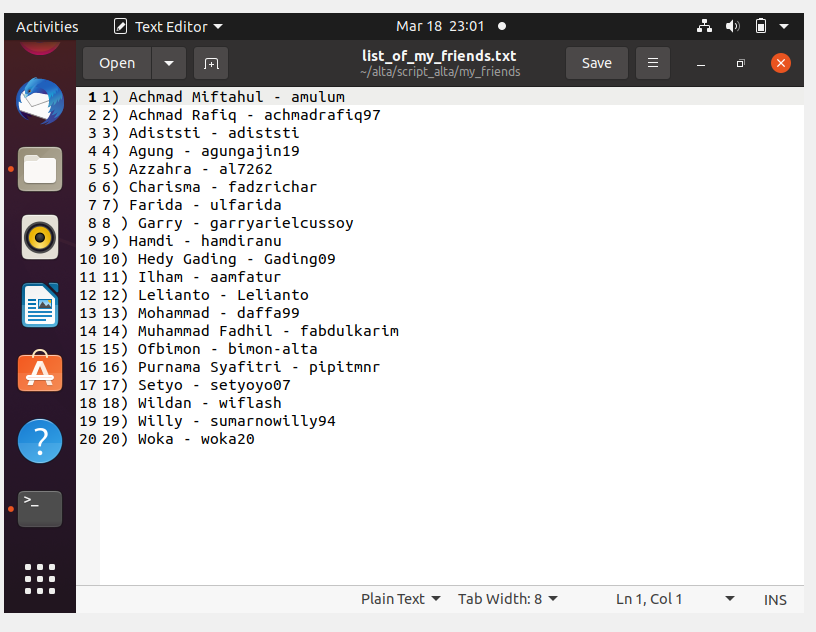 Activities Text Editor Mar 18 23:01
Open list_of_my_friends.txt Save
~/alta/script_alta/my_friends
1 1) Achmad Miftahul - amulum
2 2) Achmad Rafiq - achmadrafiq97
3 3) Adiststi - adiststi
4 4) Agung - agungajin19
5 5) Azzahra - al7262
6 6) Charisma - fadzrichar
7 7) Farida - ulfarida
8 8 ) Garry - garryarielcussoy
9 9) Hamdi - hamdiranu
10 10) Hedy Gading - Gading09
11 11) Ilham - aamfatur
12 12) Lelianto - Lelianto
13 13) Mohammad - daffa99
14 14) Muhammad Fadhil - fabdulkarim
15 15) Ofbimon - bimon-alta
16 16) Purnama Syafitri - pipitmnr
17 17) Setyo - setyoyo07
18 18) Wildan - wiflash
19 19) Willy - sumarnowilly94
20 20) Woka - woka20
Plain Text Tab Width: 8 Ln 1, Col 1 INS